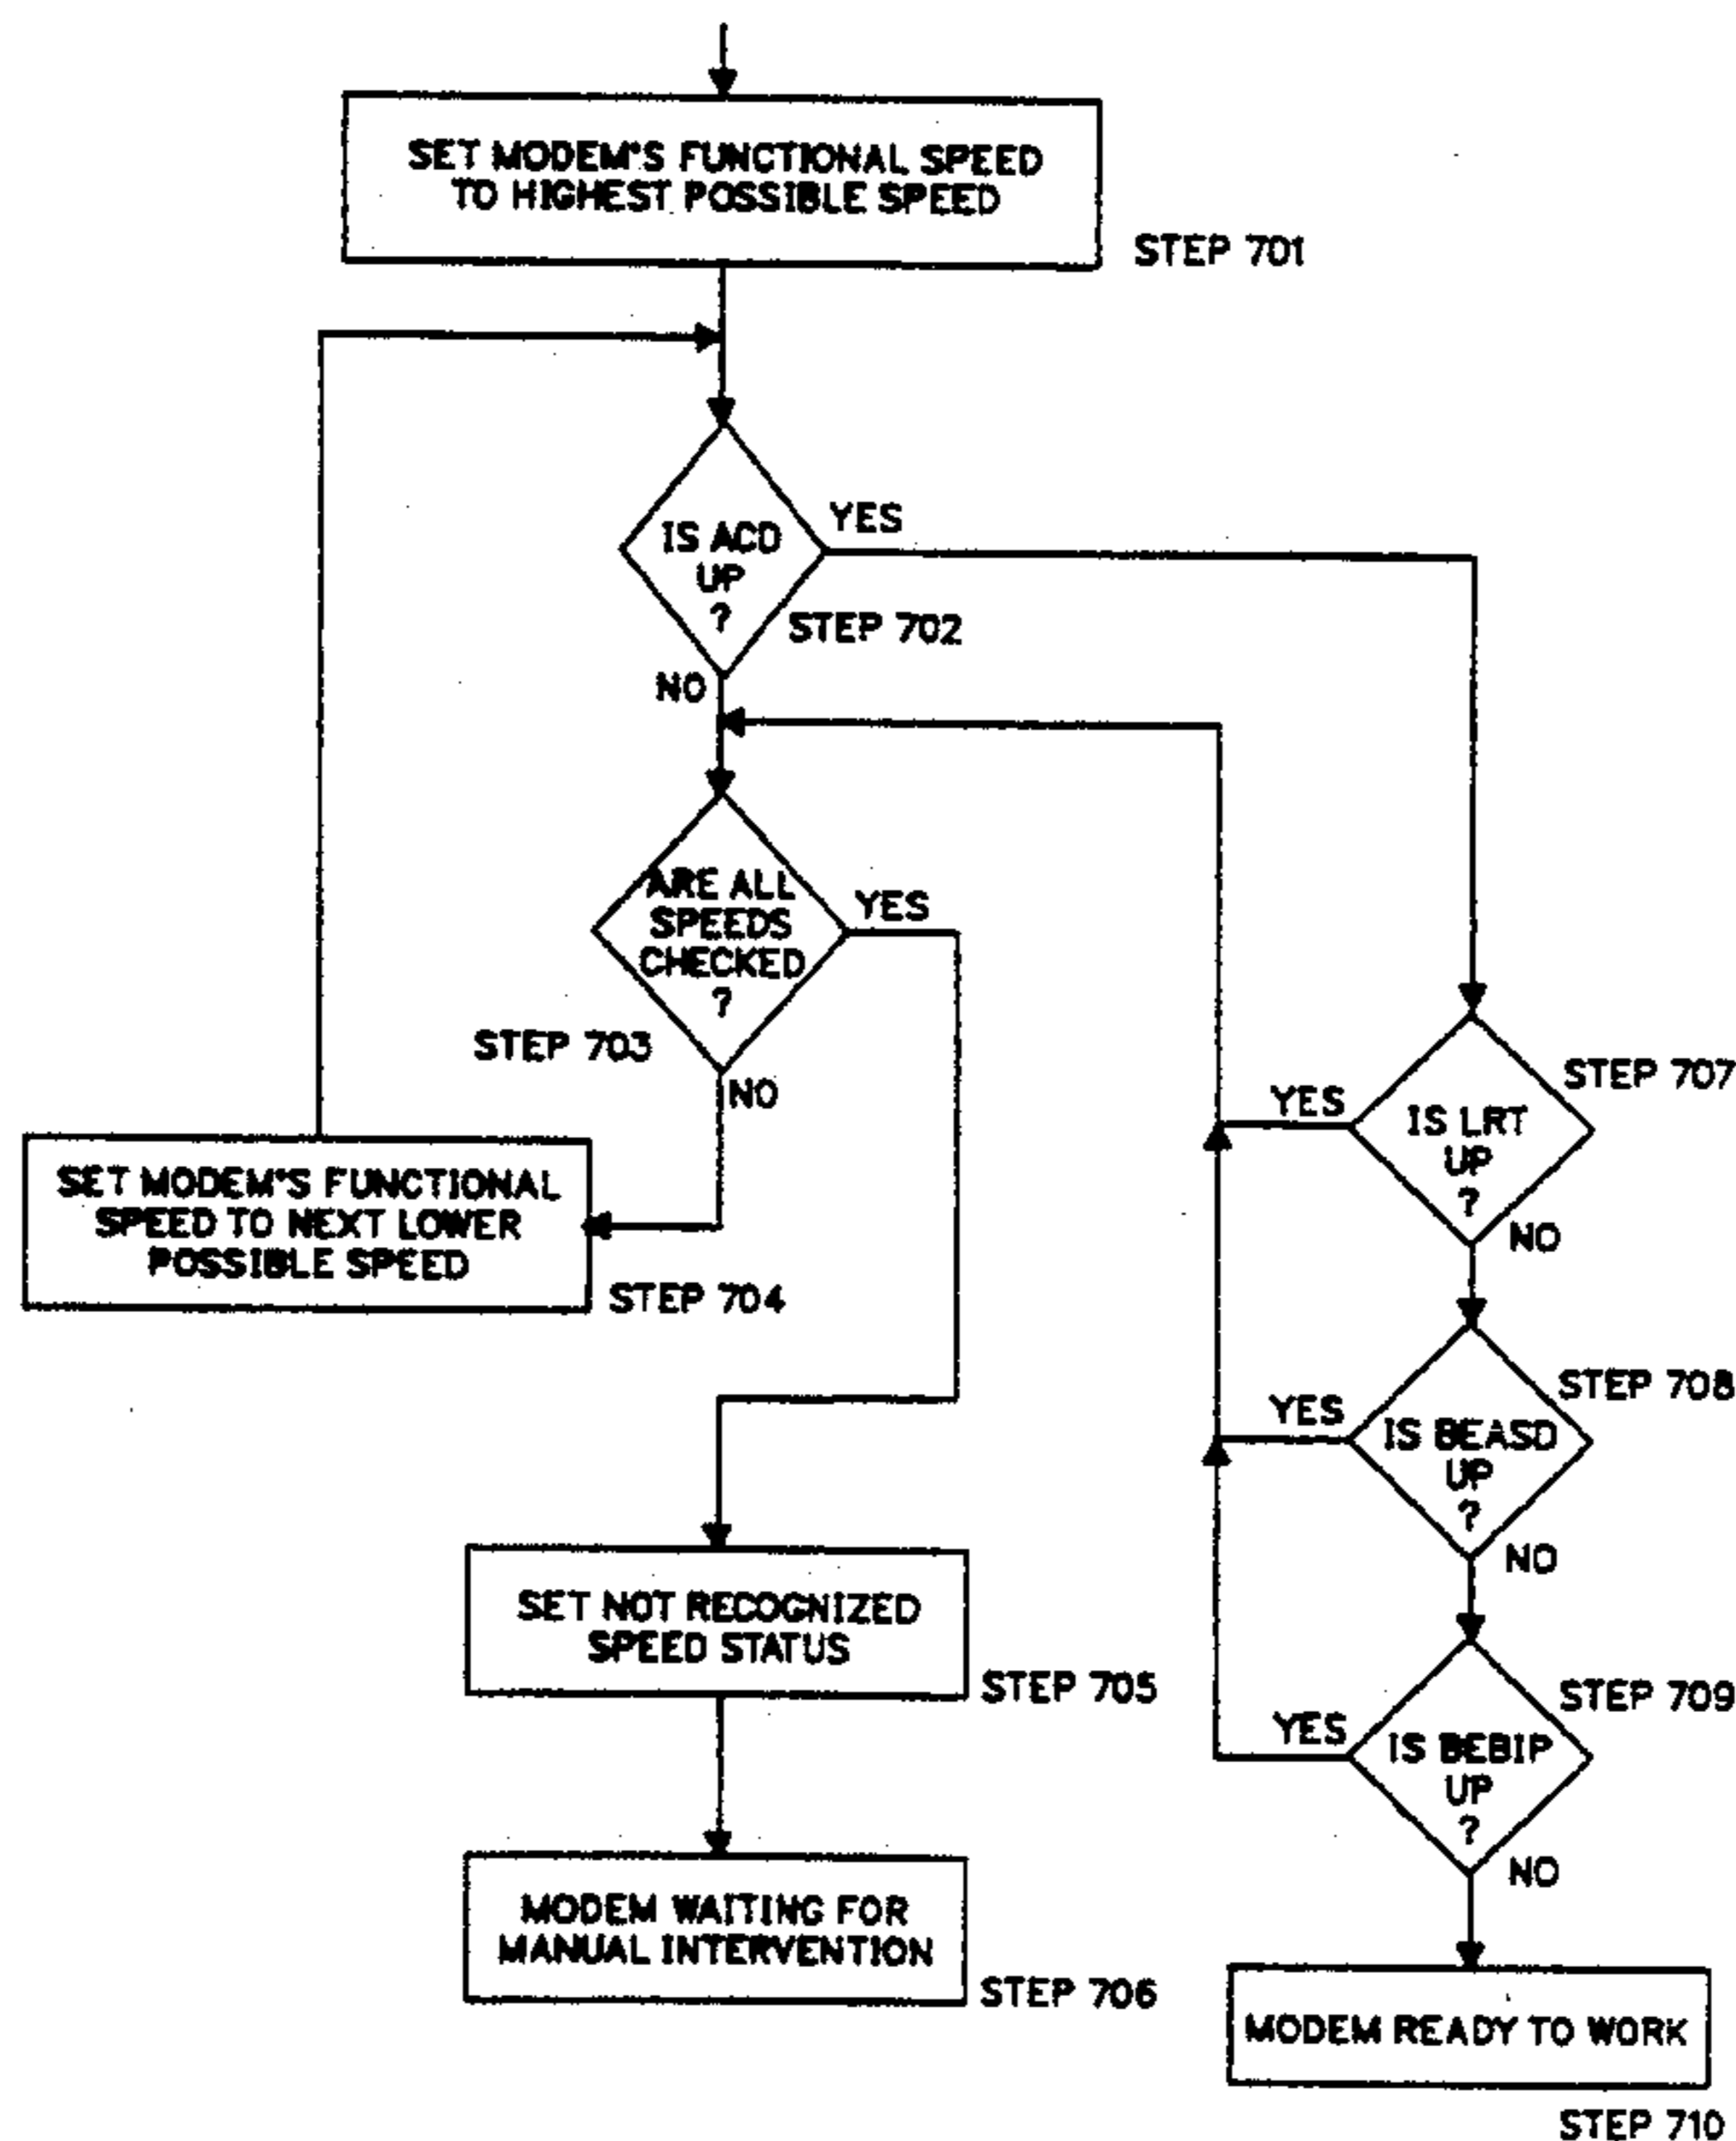 SET MODEM'S FUNCTIONAL SPEED
TO HIGHEST POSSIBLE SPEED
STEP 701
IS ACD
UP
?
YES
STEP 702
NO
ARE ALL
SPEEDS
CHECKED
?
YES
STEP 703
NO
SET MODEM'S FUNCTIONAL
SPEED TO NEXT LOWER
POSSIBLE SPEED
STEP 704
SET NOT RECOGNIZED
SPEED STATUS
STEP 705
MODEM WAITING FOR
MANUAL INTERVENTION
STEP 706
STEP 707
YES
IS LRT
UP
?
NO
STEP 708
YES
IS BEASD
UP
?
NO
STEP 709
YES
IS BEBIP
UP
?
NO
MODEM READY TO WORK
STEP 710